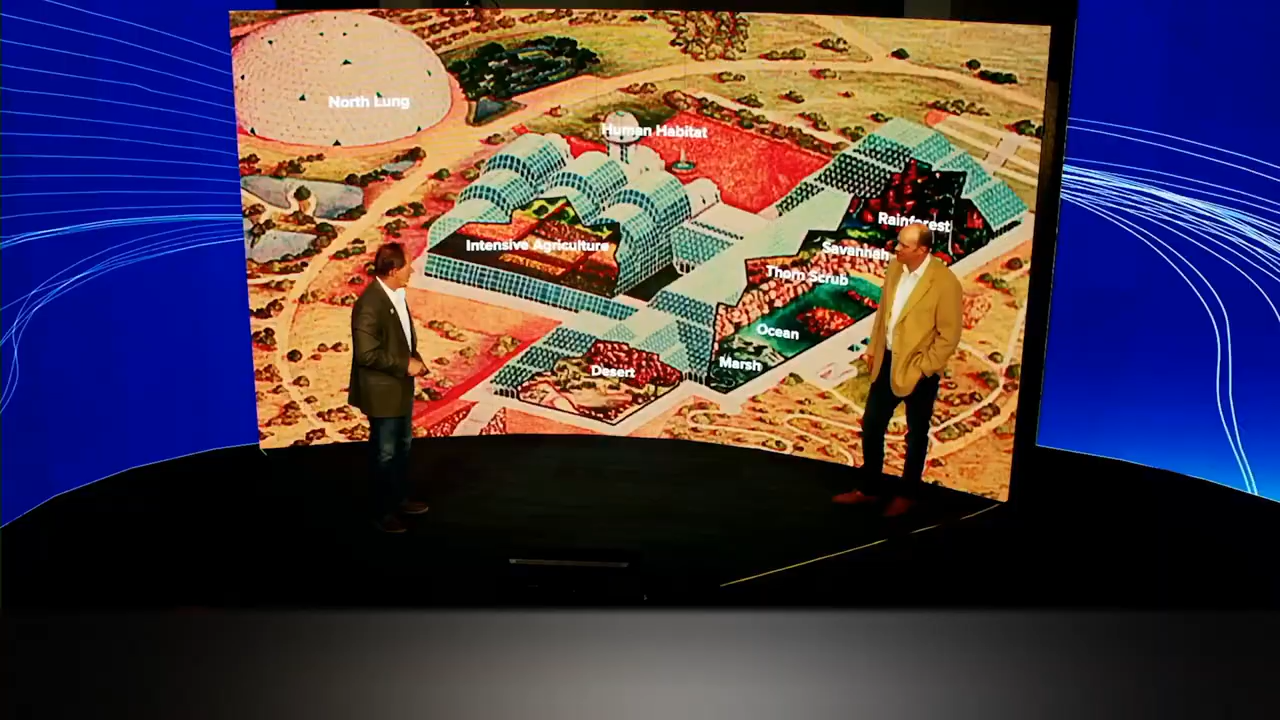 North Lung
Human Habitat
Rainforest
Intensive Agriculture
Savannah
Thorn Scrub
Ocean
Marsh
Desert